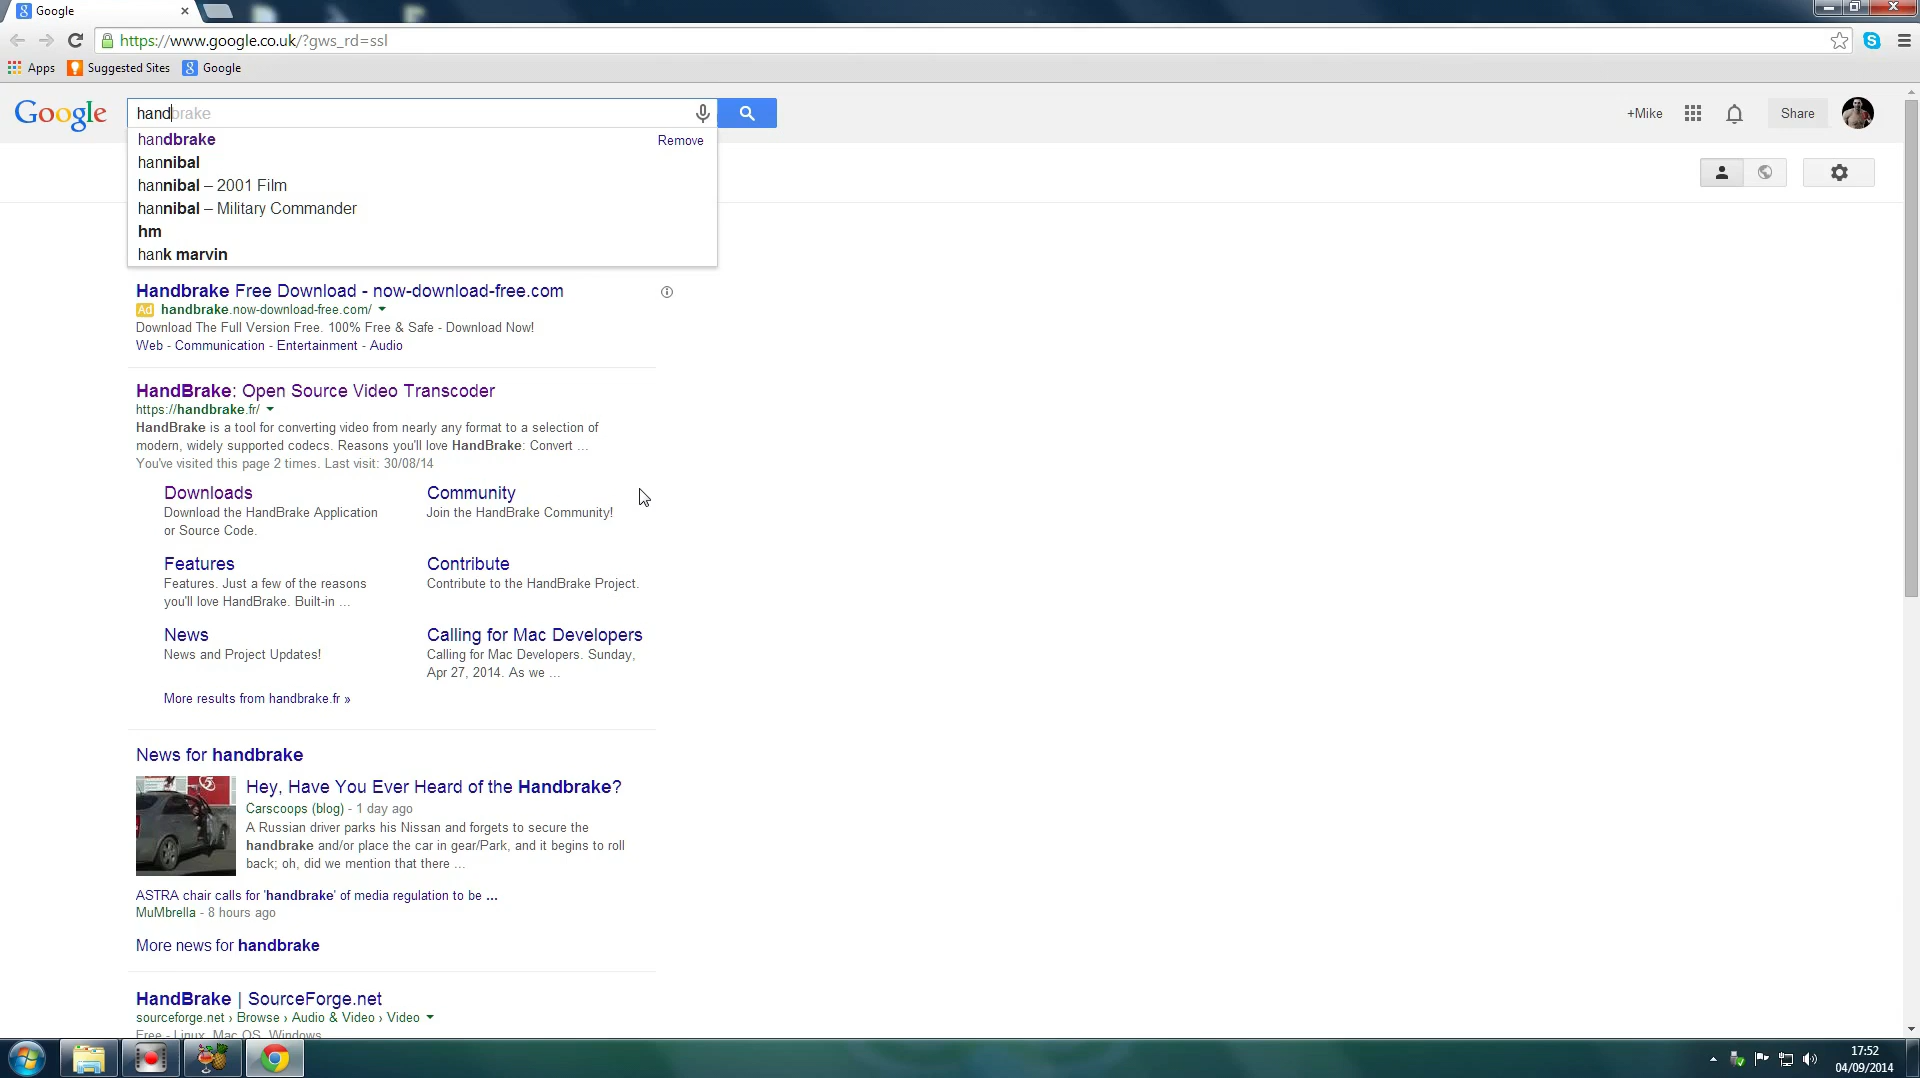 Google
https://www.google.co.uk/?gws_rd=ssl
Apps Suggested Sites Google
Google handbrake +Mike Share
handbrake Remove
hannibal
hannibal – 2001 Film
hannibal – Military Commander
hm
hank marvin
Handbrake Free Download - now-download-free.com
Ad handbrake.now-download-free.com/
Download The Full Version Free. 100% Free & Safe - Download Now!
Web - Communication - Entertainment - Audio
HandBrake: Open Source Video Transcoder
https://handbrake.fr/
HandBrake is a tool for converting video from nearly any format to a selection of
modern, widely supported codecs. Reasons you'll love HandBrake: Convert ...
You've visited this page 2 times. Last visit: 30/08/14
Downloads
Download the HandBrake Application
or Source Code.
Community
Join the HandBrake Community!
Features
Features. Just a few of the reasons
you'll love HandBrake. Built-in ...
Contribute
Contribute to the HandBrake Project.
News
News and Project Updates!
Calling for Mac Developers
Calling for Mac Developers. Sunday,
Apr 27, 2014. As we ...
More results from handbrake.fr »
News for handbrake
Hey, Have You Ever Heard of the Handbrake?
Carscoops (blog) - 1 day ago
A Russian driver parks his Nissan and forgets to secure the
handbrake and/or place the car in gear/Park, and it begins to roll
back; oh, did we mention that there ...
ASTRA chair calls for 'handbrake' of media regulation to be ...
MuMbrella - 8 hours ago
More news for handbrake
HandBrake | SourceForge.net
sourceforge.net › Browse › Audio & Video › Video
Free - Linux, Mac OS, Windows
17:52
04/09/2014